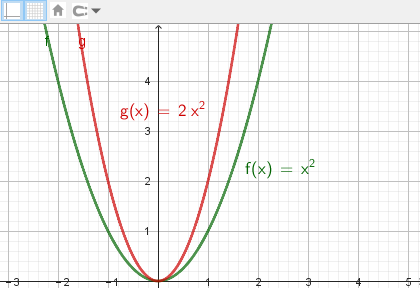 f g
4
g(x) = 2 x²
3
f(x) = x²
2
1
-3 -2 -1 1 2 3 4 5